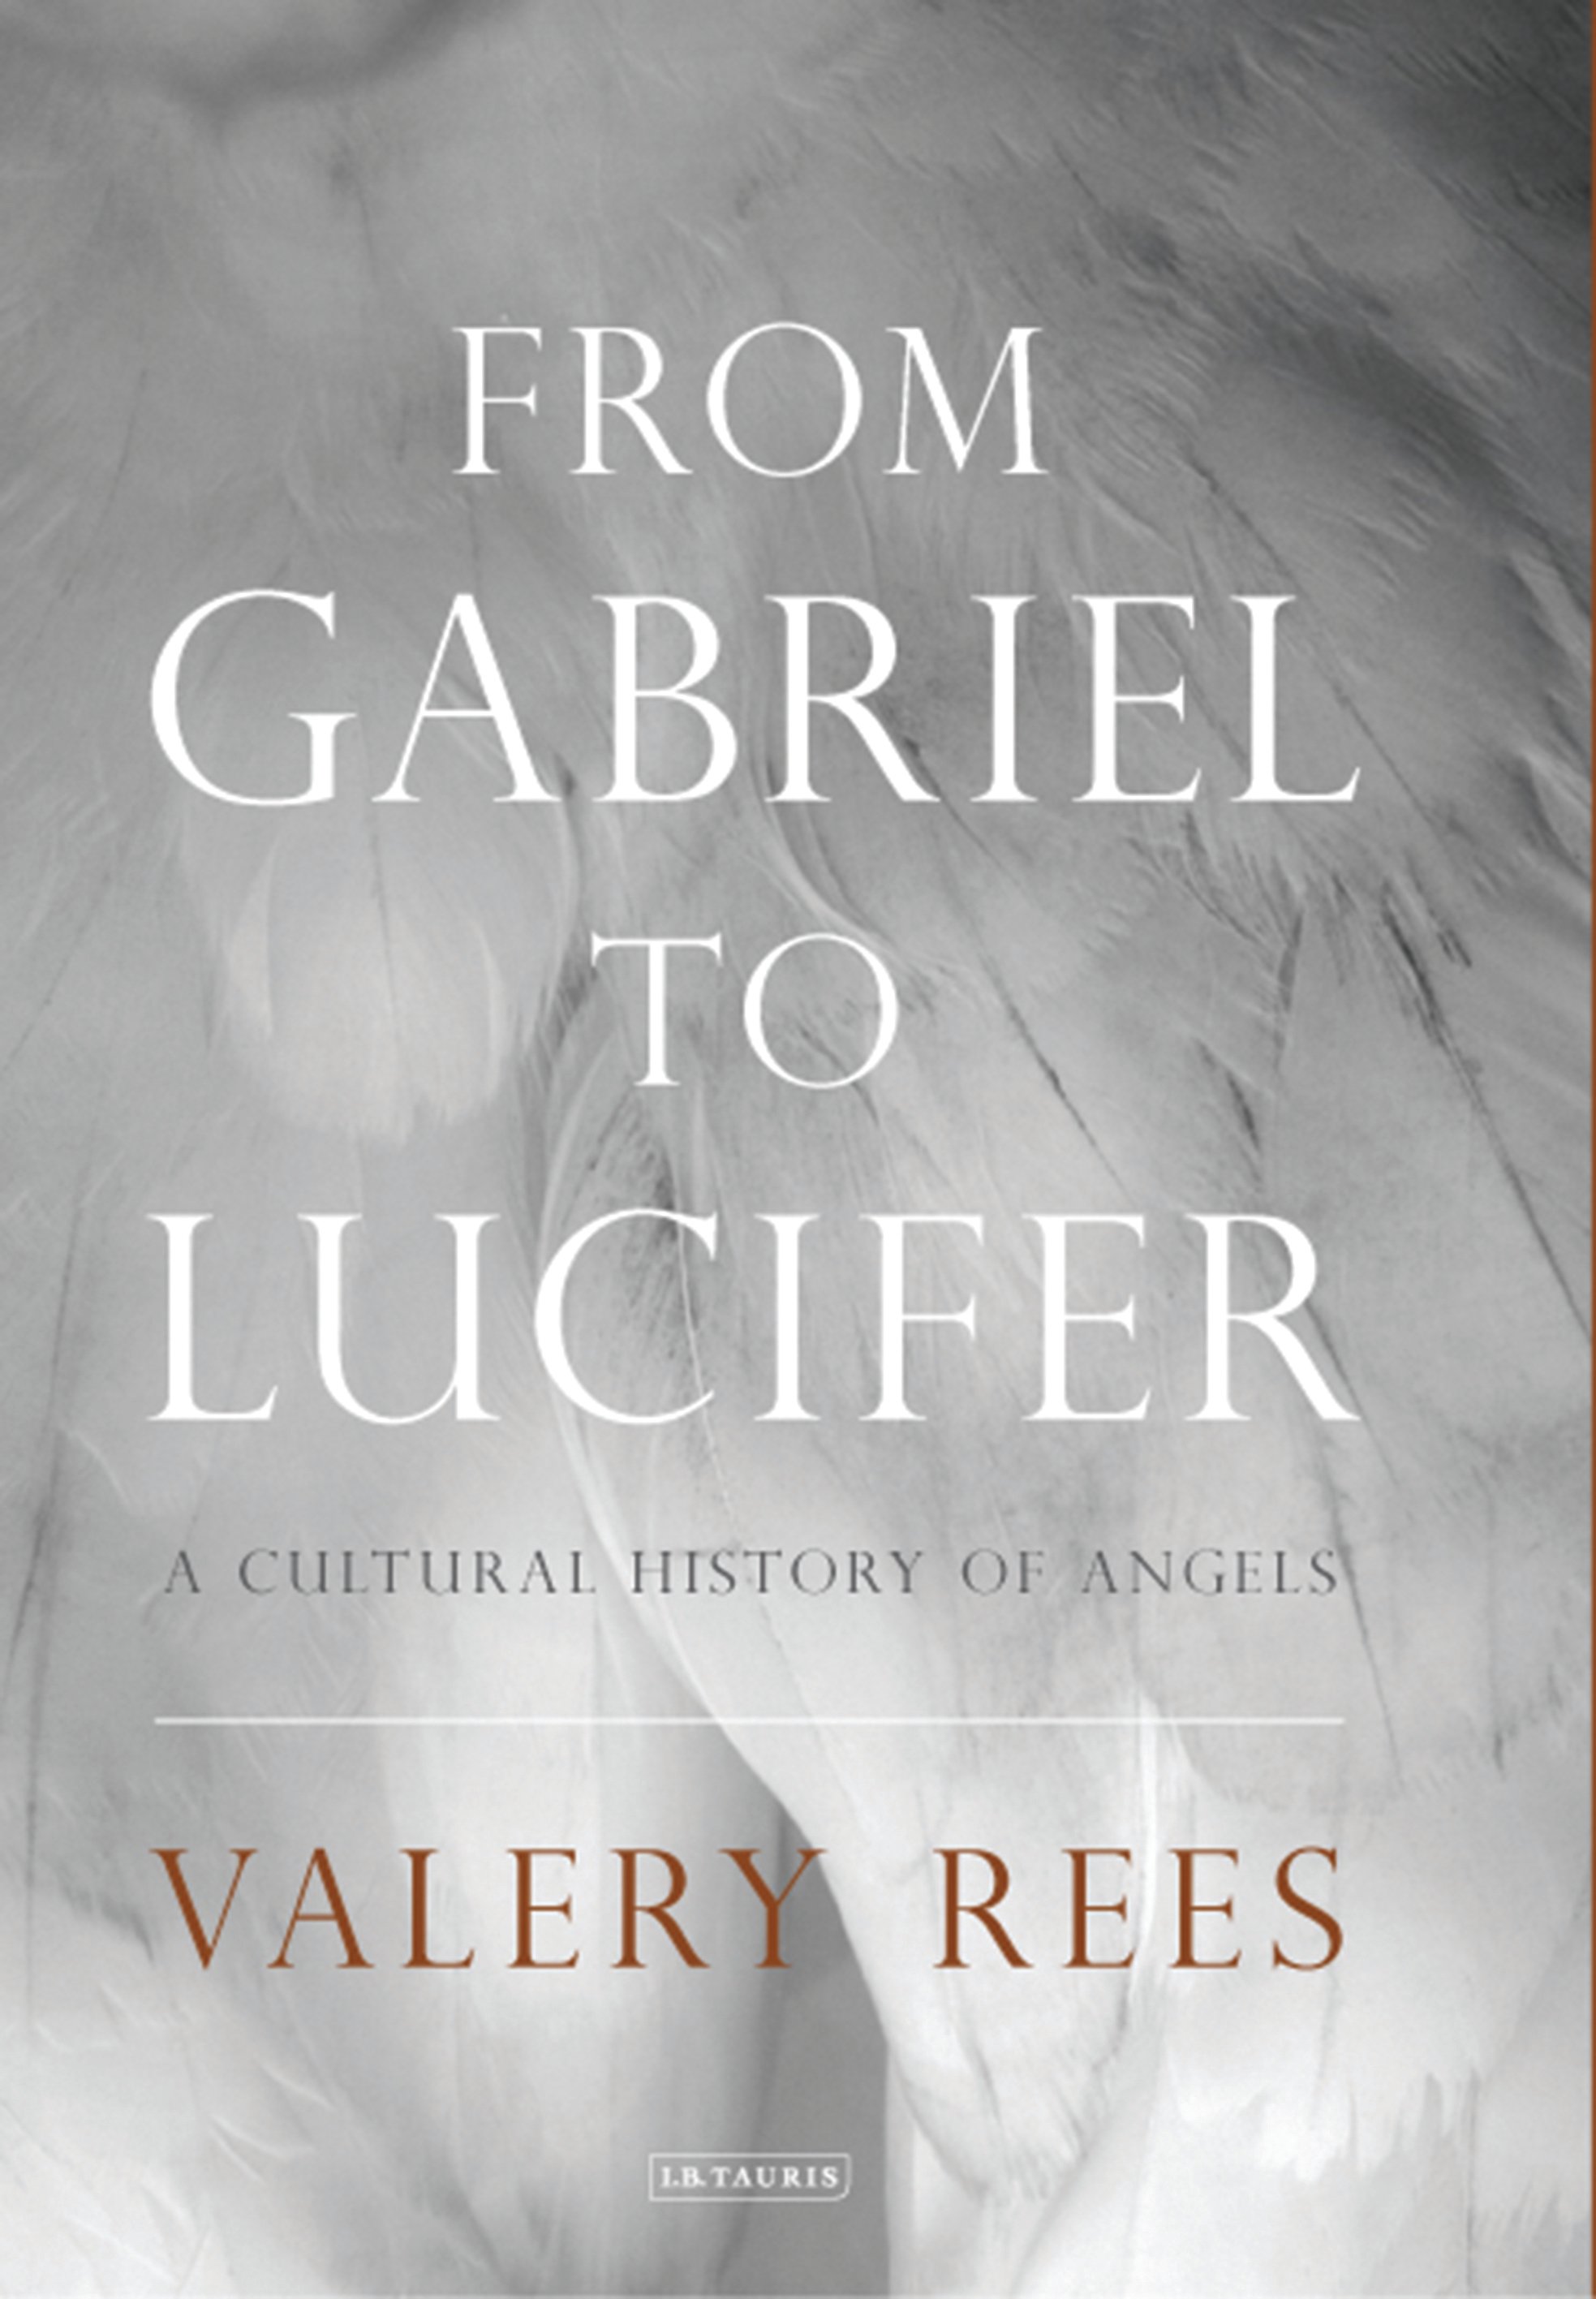 FROM
GABRIEL
TO
LUCIFER
A CULTURAL HISTORY OF ANGELS
VALERY REES
I.B.TAURIS